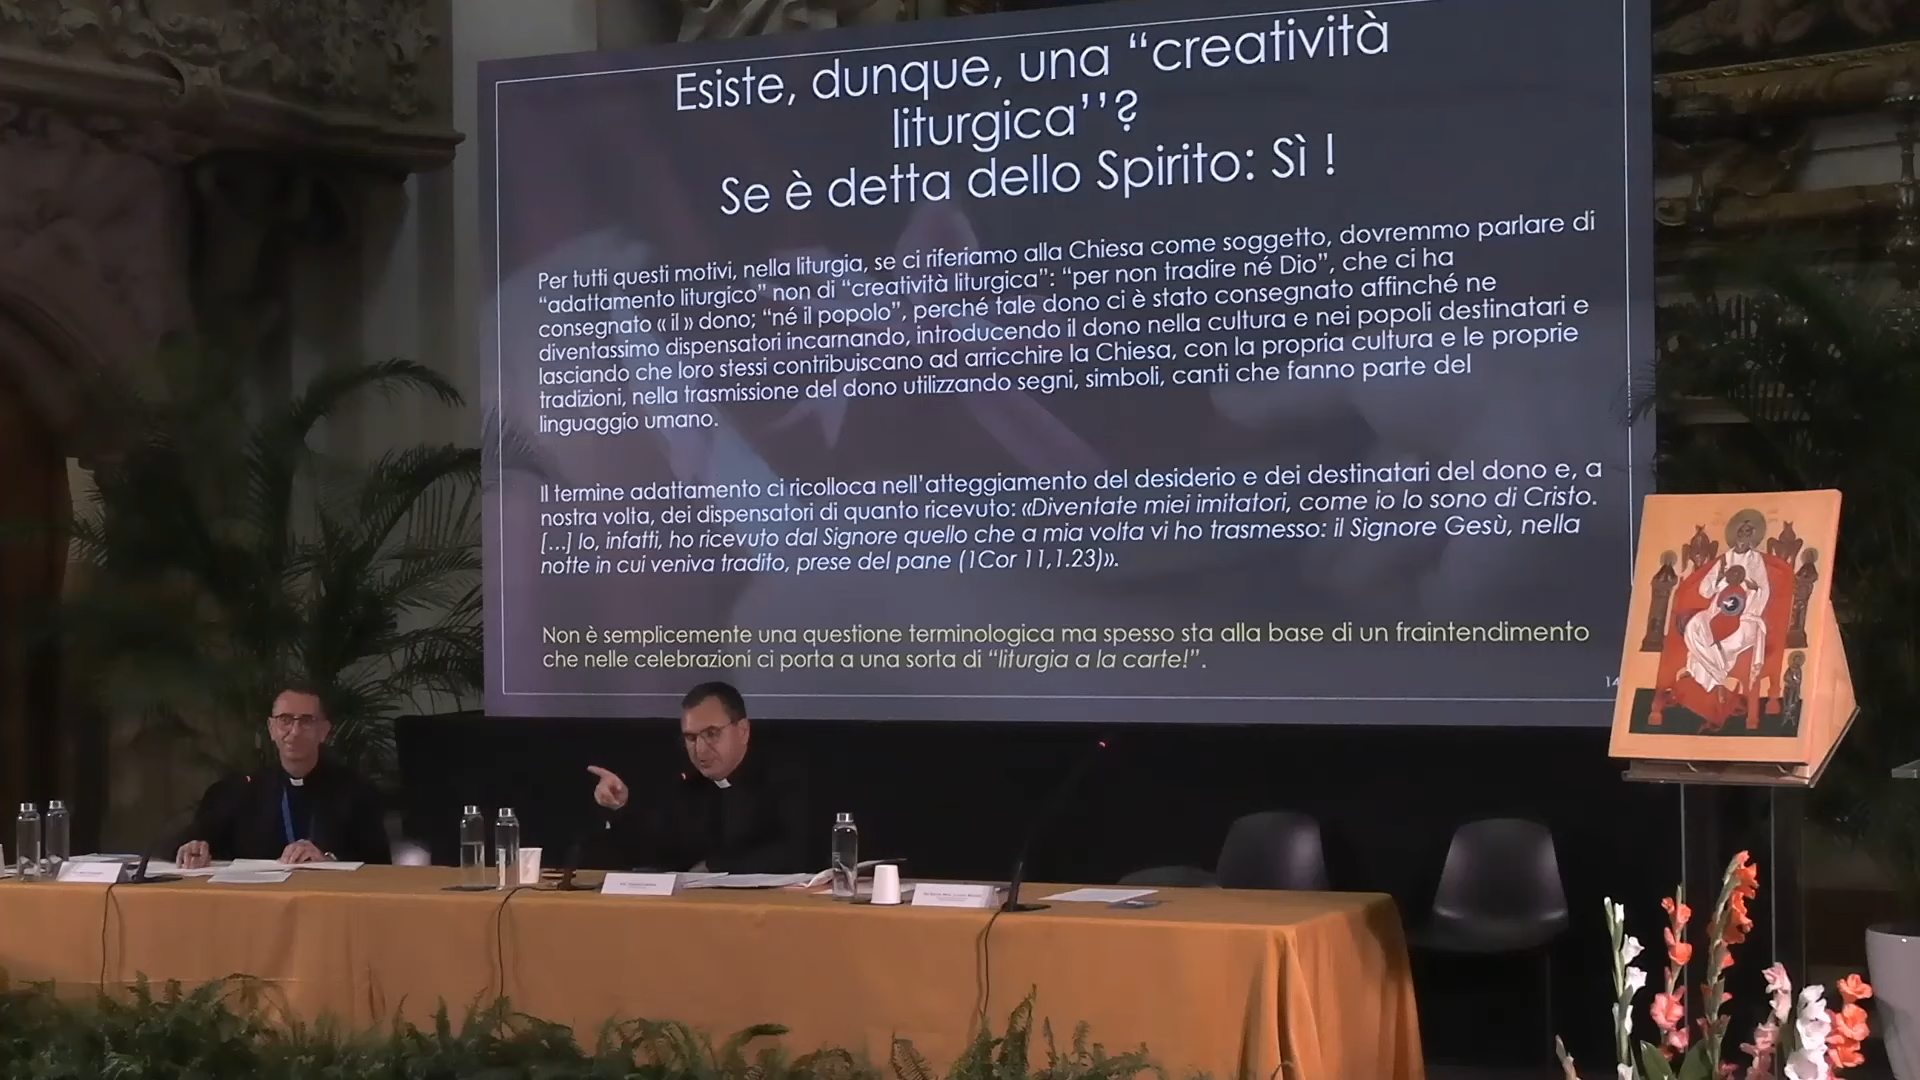 Esiste, dunque, una “creatività
liturgica’’?
Se è detta dello Spirito: Sì !
Per tutti questi motivi, nella liturgia, se ci riferiamo alla Chiesa come soggetto, dovremmo parlare di
“adattamento liturgico” non di “creatività liturgica”: “per non tradire né Dio”, che ci ha
consegnato « il » dono; “né il popolo”, perché tale dono ci è stato consegnato affinché ne
diventassimo dispensatori incarnando, introducendo il dono nella cultura e nei popoli destinatari e
lasciando che loro stessi contribuiscano ad arricchire la Chiesa, con la propria cultura e le proprie
tradizioni, nella trasmissione del dono utilizzando segni, simboli, canti che fanno parte del
linguaggio umano.
Il termine adattamento ci ricolloca nell’atteggiamento del desiderio e dei destinatari del dono e, a
nostra volta, dei dispensatori di quanto ricevuto: «Diventate miei imitatori, come io lo sono di Cristo.
[...] Io, infatti, ho ricevuto dal Signore quello che a mia volta vi ho trasmesso: il Signore Gesù, nella
notte in cui veniva tradito, prese del pane (1Cor 11,1.23)».
Non è semplicemente una questione terminologica ma spesso sta alla base di un fraintendimento
che nelle celebrazioni ci porta a una sorta di “liturgia a la carte!”.
14